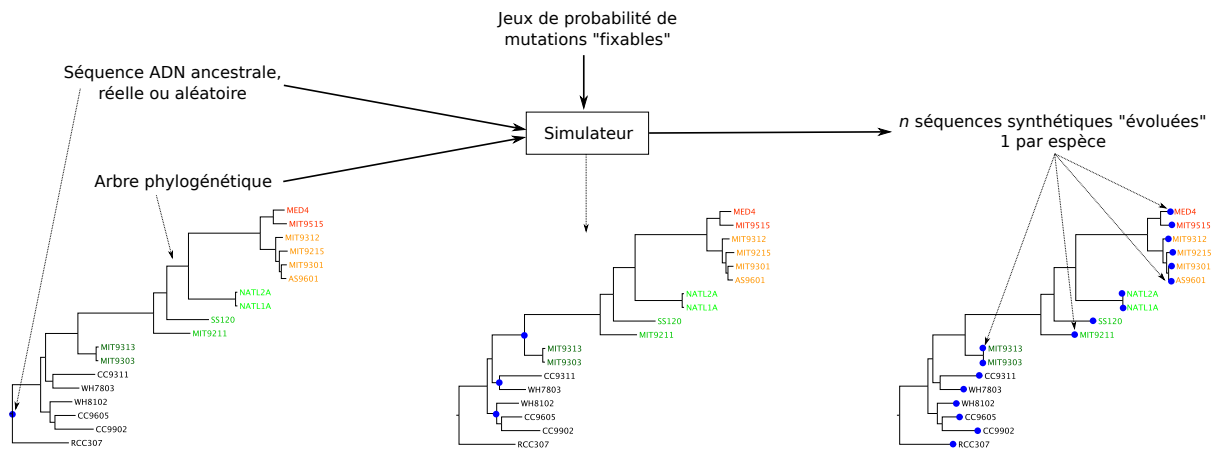 Jeux de probabilité de
mutations "fixables"
Séquence ADN ancestrale,
réelle ou aléatoire
Simulateur
n séquences synthétiques "évoluées"
1 par espèce
Arbre phylogénétique
MED4
MIT9515
MIT9312
MIT9215
MIT9301
AS9601
NATL2A
NATL1A
SS120
MIT9211
MIT9313
MIT9303
CC9311
WH7803
WH8102
CC9605
CC9902
RCC307
MED4
MIT9515
MIT9312
MIT9215
MIT9301
AS9601
NATL2A
NATL1A
SS120
MIT9211
MIT9313
MIT9303
CC9311
WH7803
WH8102
CC9605
CC9902
RCC307
MED4
MIT9515
MIT9312
MIT9215
MIT9301
AS9601
NATL2A
NATL1A
SS120
MIT9211
MIT9313
MIT9303
CC9311
WH7803
WH8102
CC9605
CC9902
RCC307